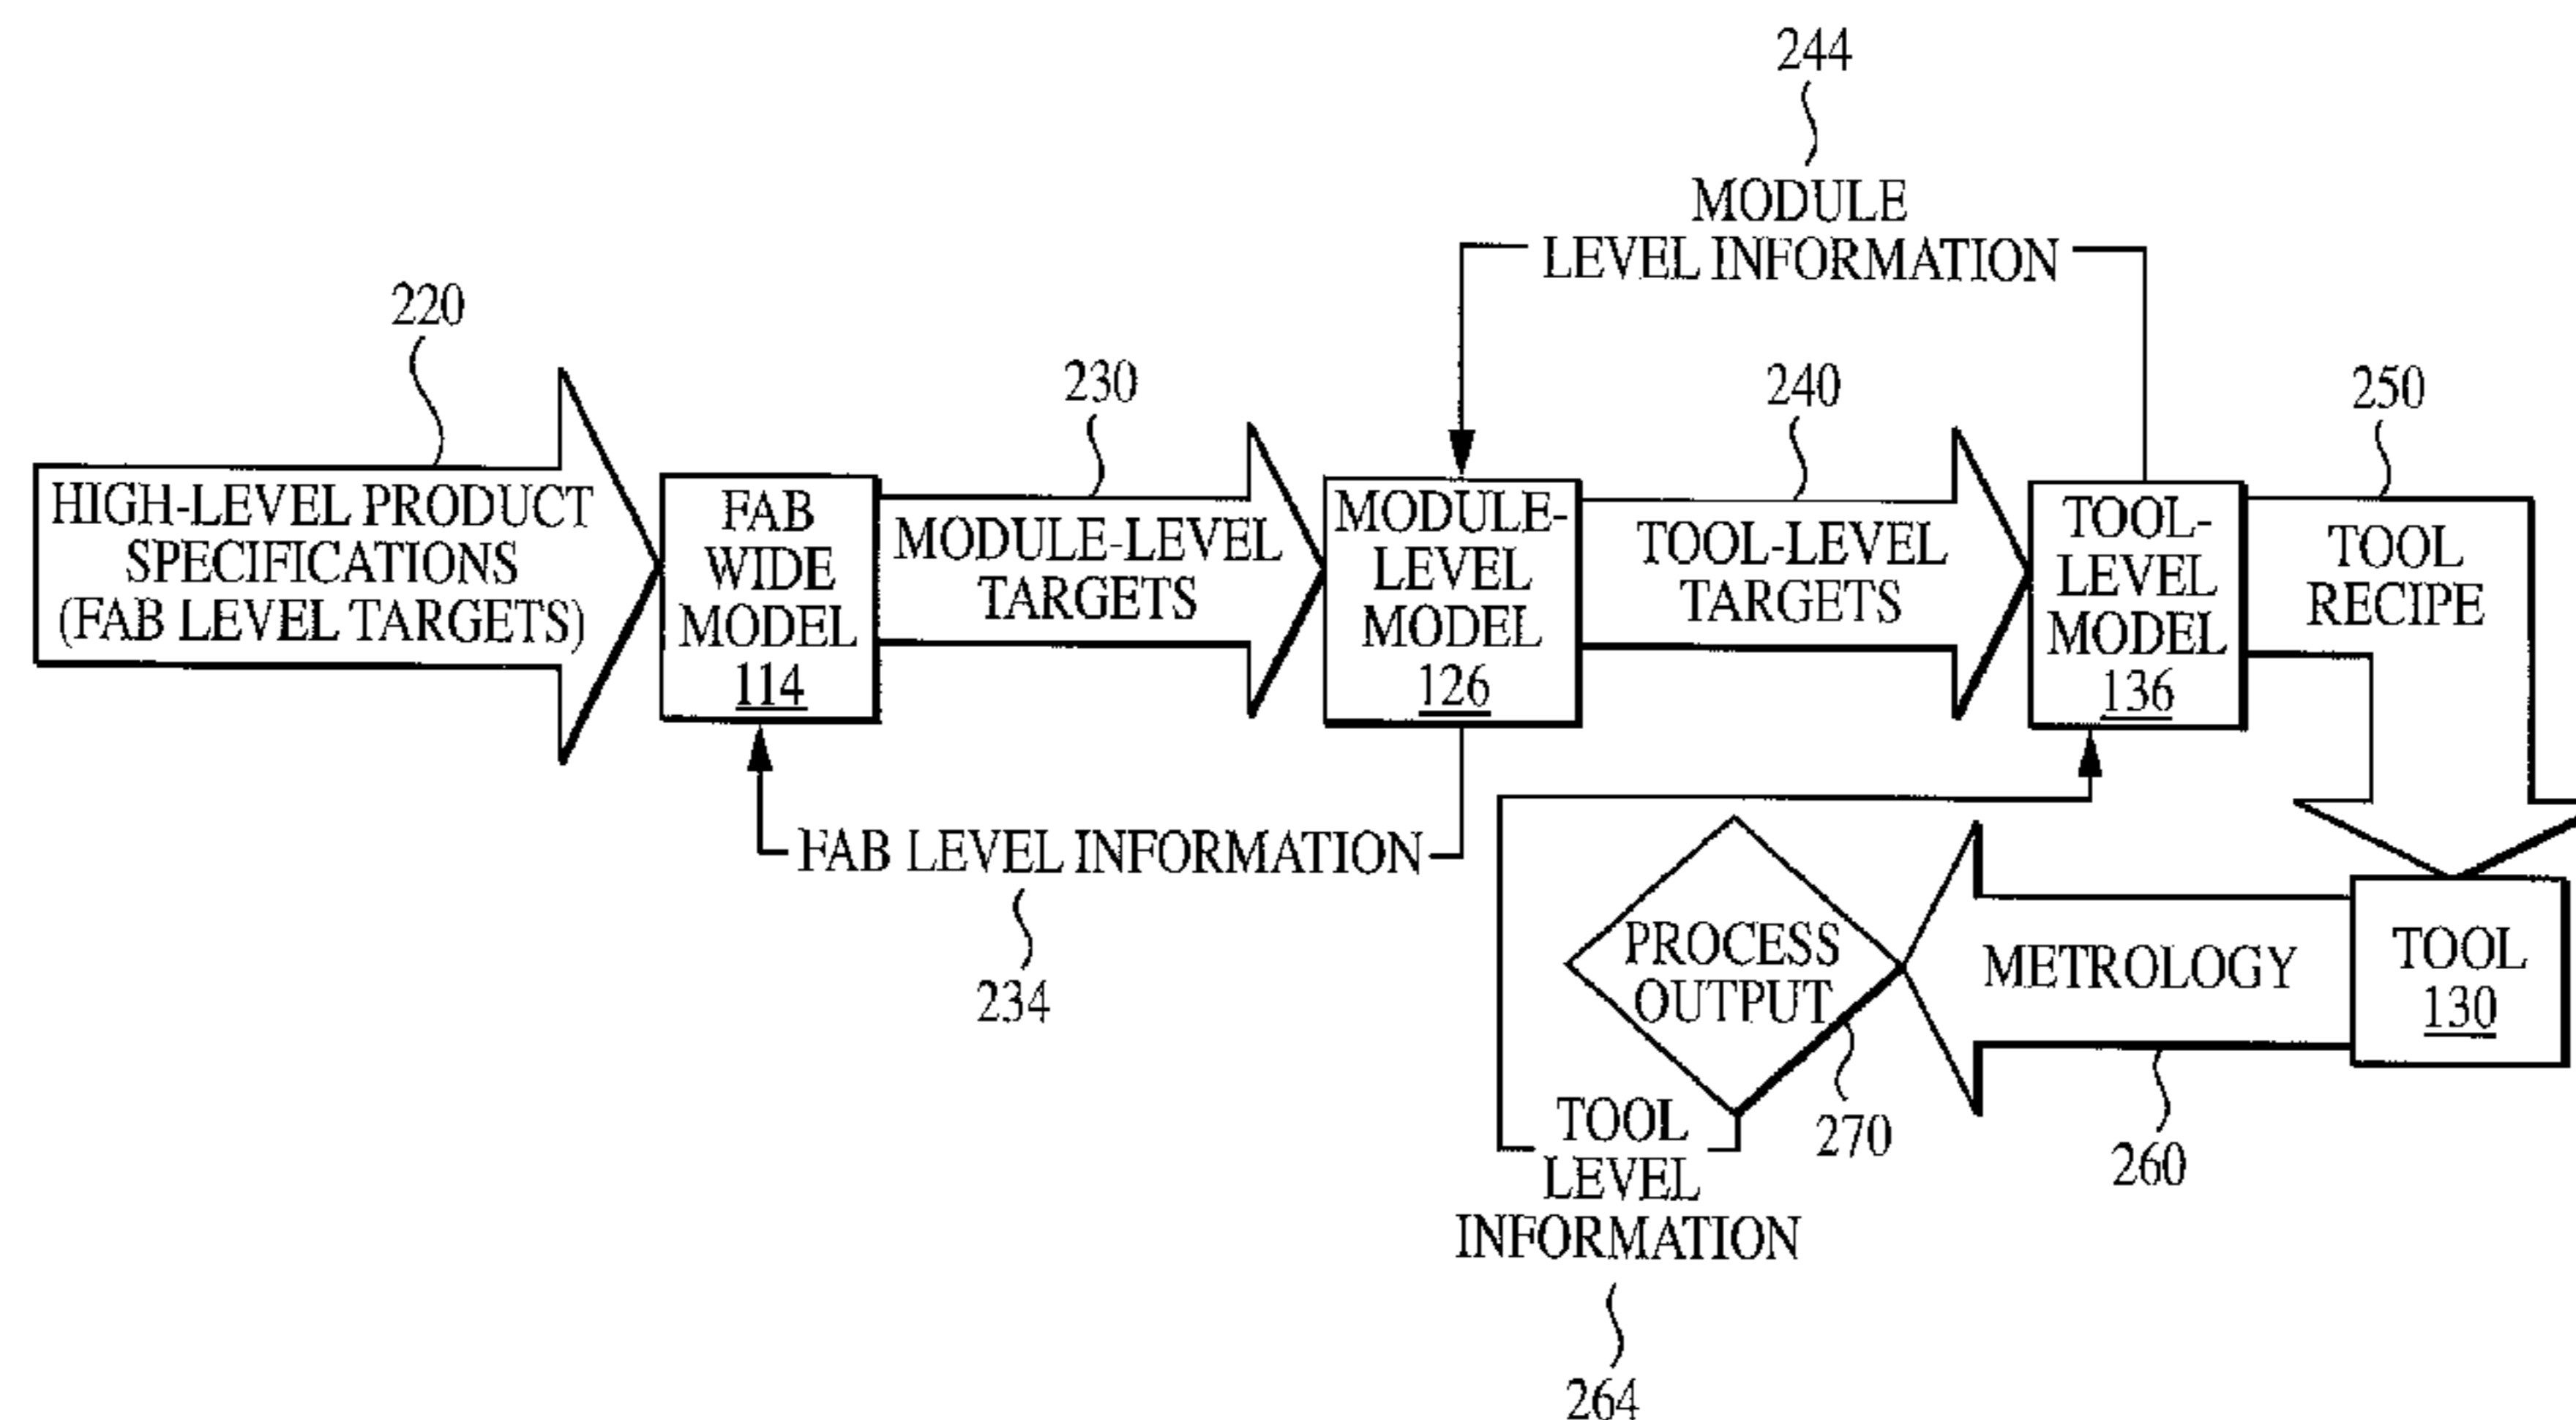 244
MODULE
LEVEL INFORMATION
220
230
240
250
HIGH-LEVEL PRODUCT
SPECIFICATIONS
(FAB LEVEL TARGETS)
FAB
WIDE
MODEL
114
MODULE-LEVEL
TARGETS
MODULE-
LEVEL
MODEL
126
TOOL-LEVEL
TARGETS
TOOL-
LEVEL
MODEL
136
TOOL
RECIPE
FAB LEVEL INFORMATION
234
PROCESS
OUTPUT
METROLOGY
TOOL
130
270
260
TOOL
LEVEL
INFORMATION
264